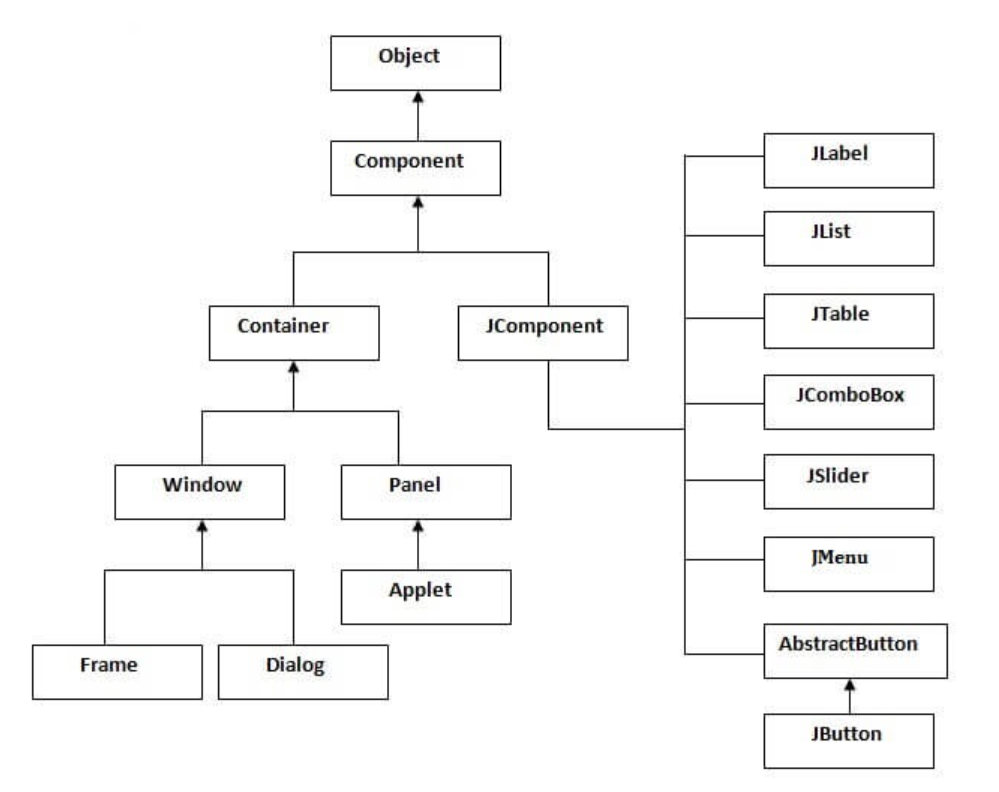 Object
Component
Container
JComponent
Window
Panel
Applet
Frame
Dialog
JLabel
JList
JTable
JComboBox
JSlider
JMenu
AbstractButton
JButton